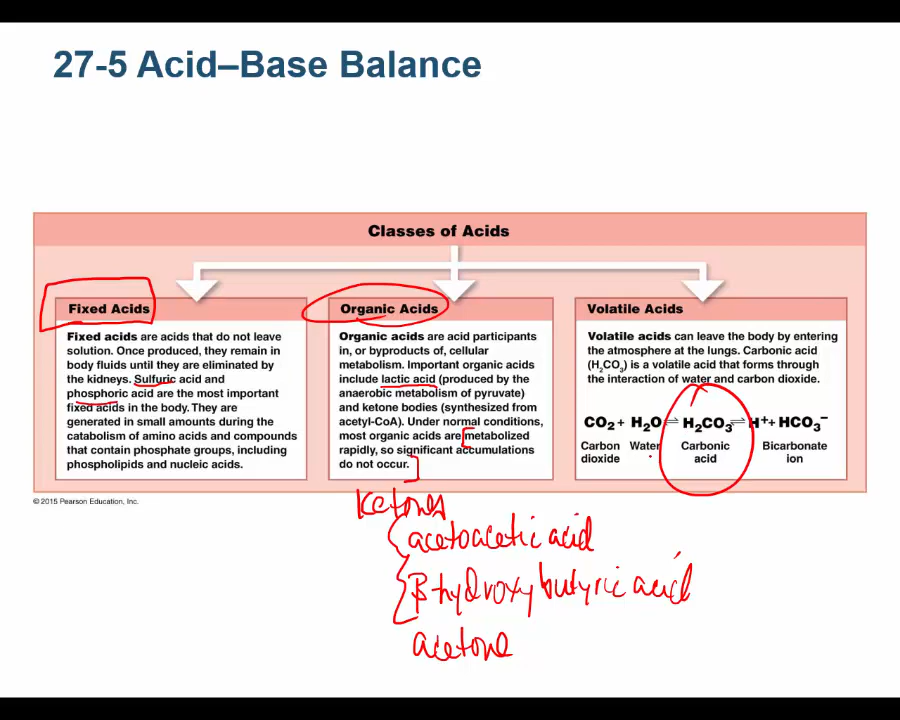 27-5 Acid–Base Balance
Classes of Acids
Fixed Acids
Fixed acids are acids that do not leave
solution. Once produced, they remain in
body fluids until they are eliminated by
the kidneys. Sulfuric acid and
phosphoric acid are the most important
fixed acids in the body. They are
generated in small amounts during the
catabolism of amino acids and compounds
that contain phosphate groups, including
phospholipids and nucleic acids.
Organic Acids
Organic acids are acid participants
in, or byproducts of, cellular
metabolism. Important organic acids
include lactic acid (produced by the
anaerobic metabolism of pyruvate)
and ketone bodies (synthesized from
acetyl-CoA). Under normal conditions,
most organic acids are metabolized
rapidly, so significant accumulations
do not occur.
Volatile Acids
Volatile acids can leave the body by entering
the atmosphere at the lungs. Carbonic acid
(H₂CO₃) is a volatile acid that forms through
the interaction of water and carbon dioxide.
CO₂ + H₂O ⇌ H₂CO₃ ⇌ H⁺ + HCO₃⁻
Carbon dioxide Water Carbonic acid Bicarbonate ion
© 2015 Pearson Education, Inc.
Ketones
acetoacetic acid
β hydroxybutyric acid
acetone